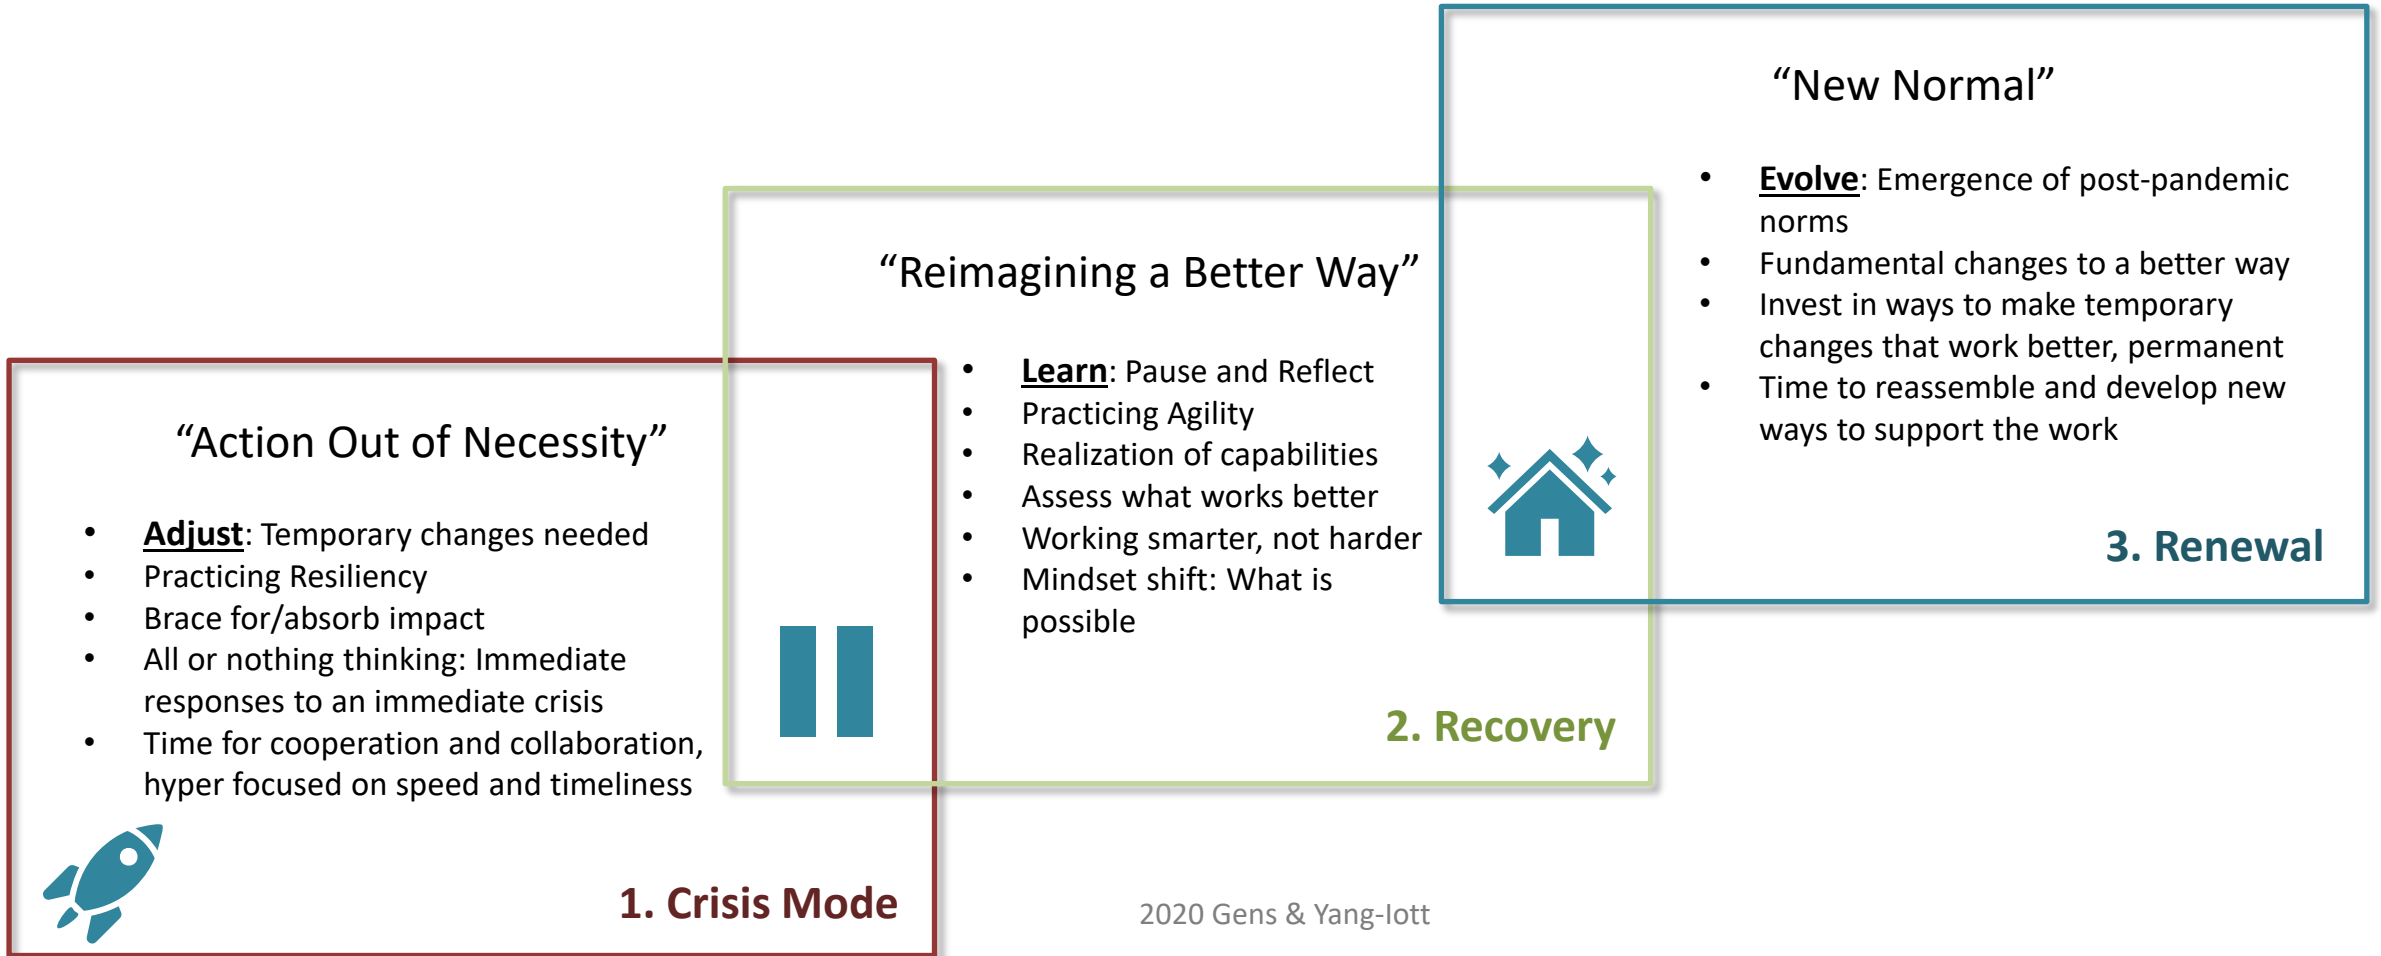 “Action Out of Necessity”
• Adjust: Temporary changes needed
• Practicing Resiliency
• Brace for/absorb impact
• All or nothing thinking: Immediate
responses to an immediate crisis
• Time for cooperation and collaboration,
hyper focused on speed and timeliness
1. Crisis Mode
“Reimagining a Better Way”
• Learn: Pause and Reflect
• Practicing Agility
• Realization of capabilities
• Assess what works better
• Working smarter, not harder
• Mindset shift: What is
possible
2. Recovery
“New Normal”
• Evolve: Emergence of post-pandemic
norms
• Fundamental changes to a better way
• Invest in ways to make temporary
changes that work better, permanent
• Time to reassemble and develop new
ways to support the work
3. Renewal
2020 Gens & Yang-Iott